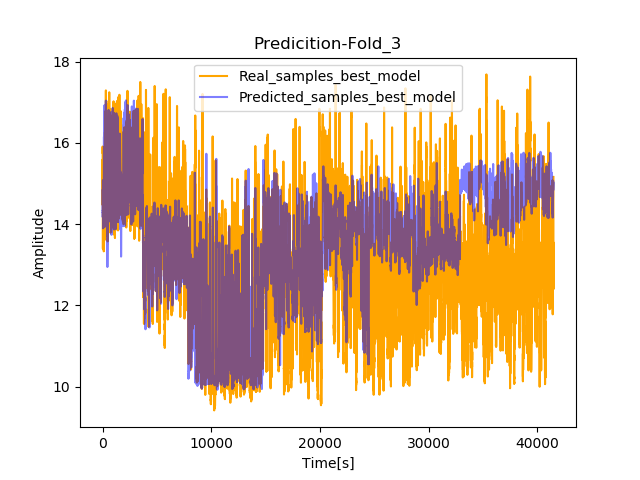 Predicition-Fold_3
Real_samples_best_model
Predicted_samples_best_model
18
16
14
12
10
Amplitude
0
10000
20000
30000
40000
Time[s]